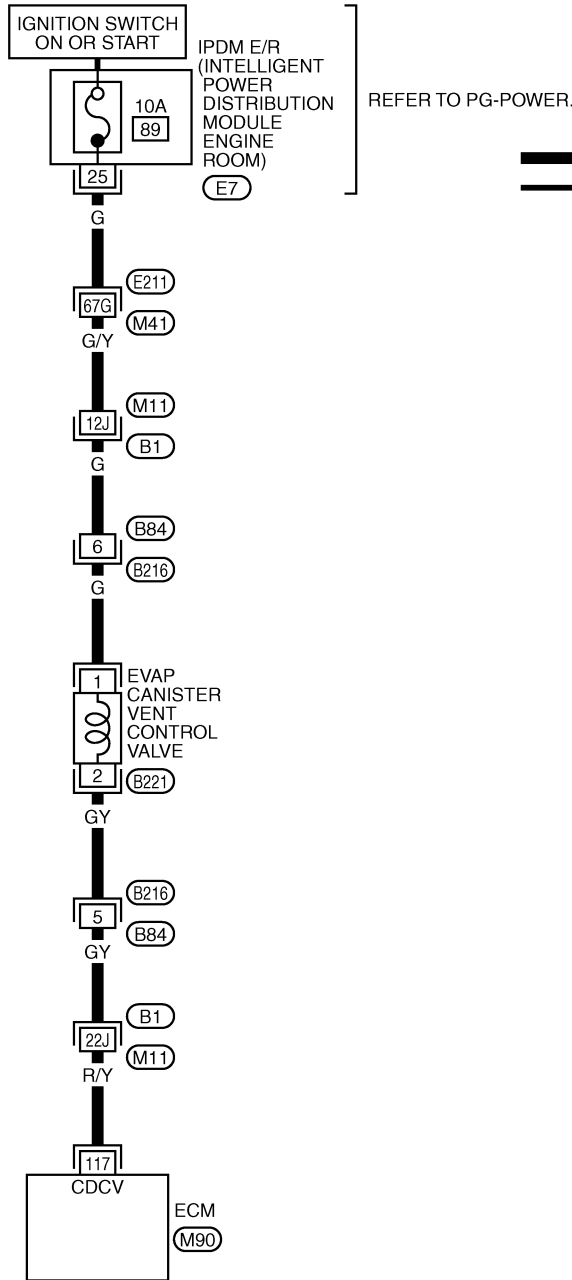 IGNITION SWITCH
ON OR START
IPDM E/R
(INTELLIGENT
POWER
DISTRIBUTION
MODULE
ENGINE
ROOM)
REFER TO PG-POWER.
10A
89
25
E7
G
E211
67G
M41
G/Y
M11
12J
B1
G
B84
6
B216
G
1
EVAP
CANISTER
VENT
CONTROL
VALVE
2
B221
GY
B216
5
B84
GY
B1
22J
M11
R/Y
117
CDCV
ECM
M90